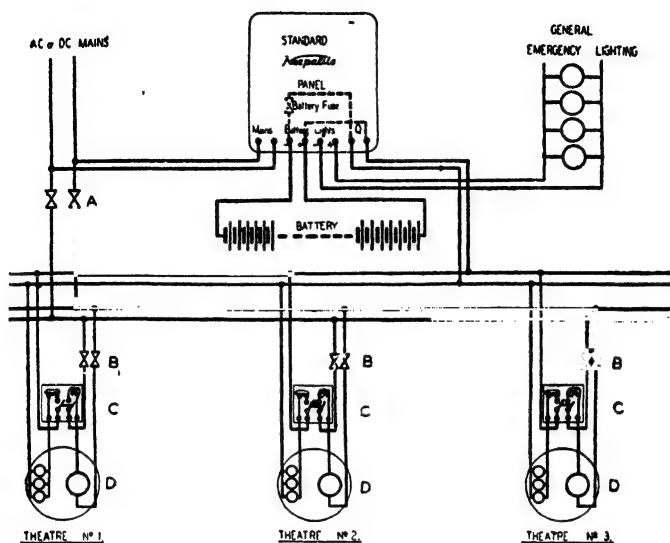 AC or DC MAINS
STANDARD
PANEL
Battery Fuse
Mains
Lights
GENERAL
EMERGENCY LIGHTING
A
BATTERY
B
B
B
C
C
C
D
D
D
THEATRE Nº 1.
THEATRE Nº 2.
THEATRE Nº 3.